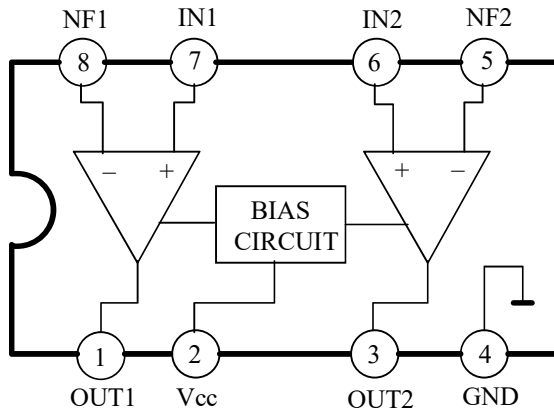 NF1 IN1 IN2 NF2
8 7 6 5
− + + −
BIAS
CIRCUIT
1 2 3 4
OUT1 Vcc OUT2 GND